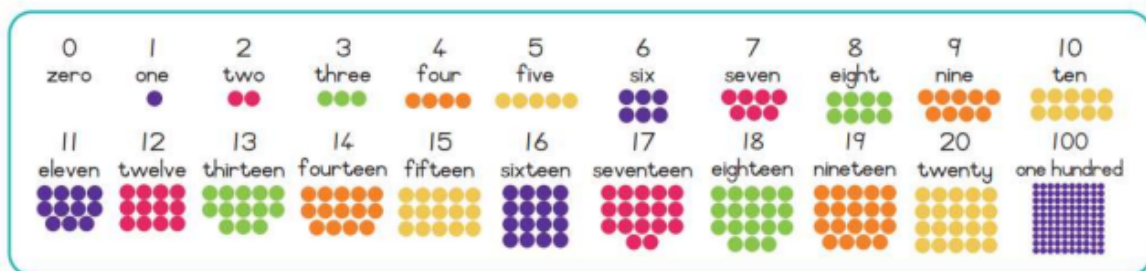 0 1 2 3 4 5 6 7 8 9 10
zero one two three four five six seven eight nine ten
11 12 13 14 15 16 17 18 19 20 100
eleven twelve thirteen fourteen fifteen sixteen seventeen eighteen nineteen twenty one hundred